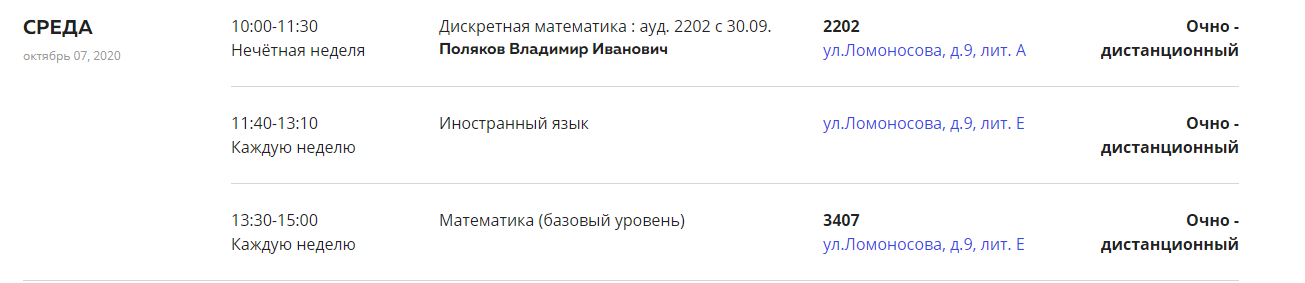 СРЕДА
октябрь 07, 2020
10:00-11:30
Нечётная неделя
Дискретная математика : ауд. 2202 с 30.09.
Поляков Владимир Иванович
2202
ул.Ломоносова, д.9, лит. А
Очно -
дистанционный
11:40-13:10
Каждую неделю
Иностранный язык
ул.Ломоносова, д.9, лит. Е
Очно -
дистанционный
13:30-15:00
Каждую неделю
Математика (базовый уровень)
3407
ул.Ломоносова, д.9, лит. Е
Очно -
дистанционный